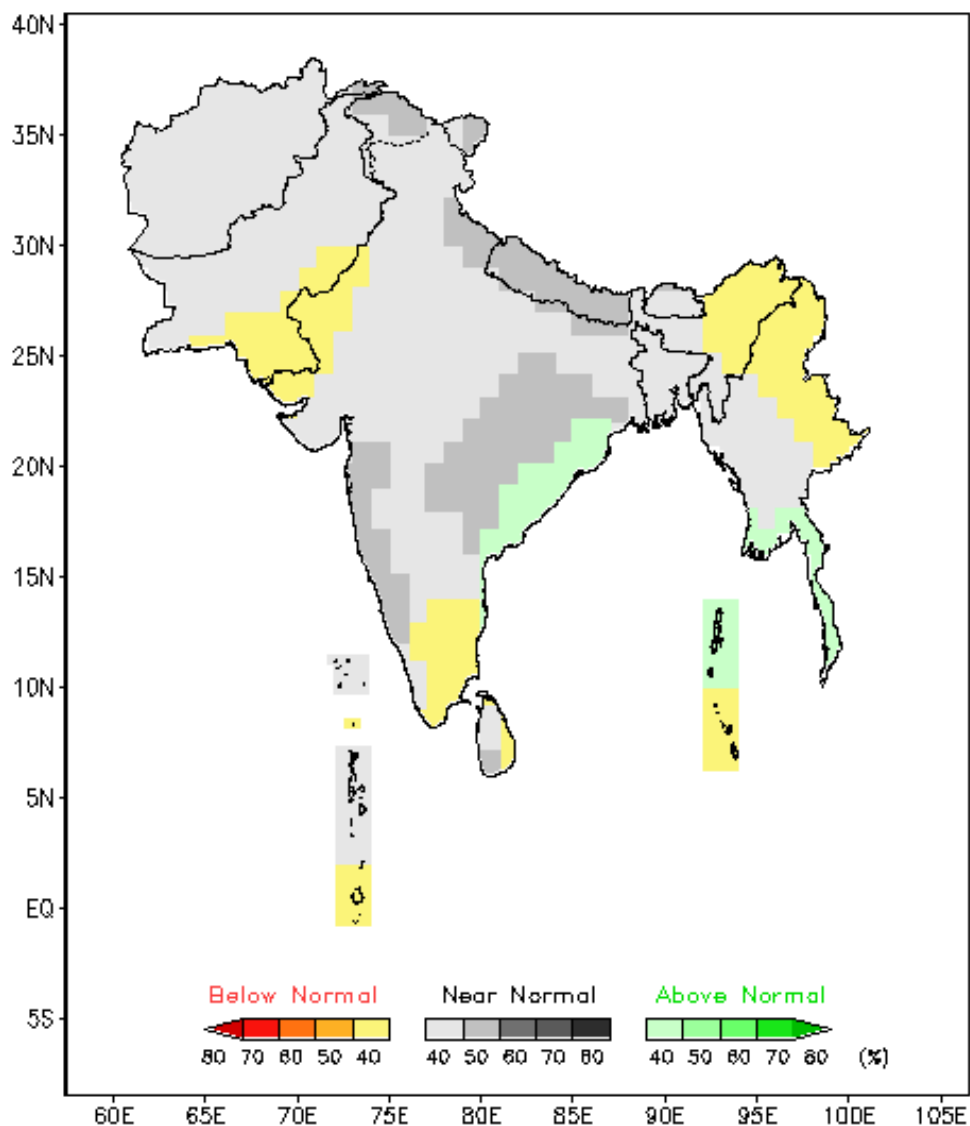 40N
35N
30N
25N
20N
15N
10N
5N
EQ
5S
Below Normal Near Normal Above Normal
80 70 60 50 40 40 50 60 70 80 40 50 60 70 80 (%)
60E 65E 70E 75E 80E 85E 90E 95E 100E 105E